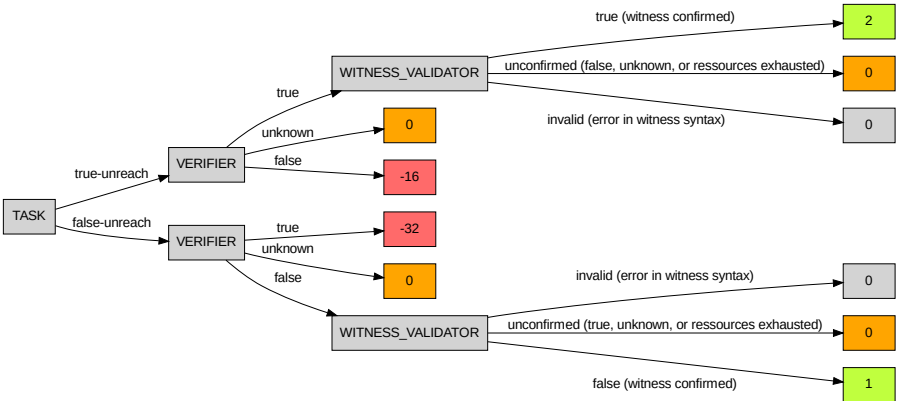 true (witness confirmed)
2
WITNESS_VALIDATOR
unconfirmed (false, unknown, or ressources exhausted)
0
true
invalid (error in witness syntax)
0
unknown
0
VERIFIER
false
-16
true-unreach
TASK
false-unreach
VERIFIER
true
-32
unknown
0
false
invalid (error in witness syntax)
0
WITNESS_VALIDATOR
unconfirmed (true, unknown, or ressources exhausted)
0
false (witness confirmed)
1